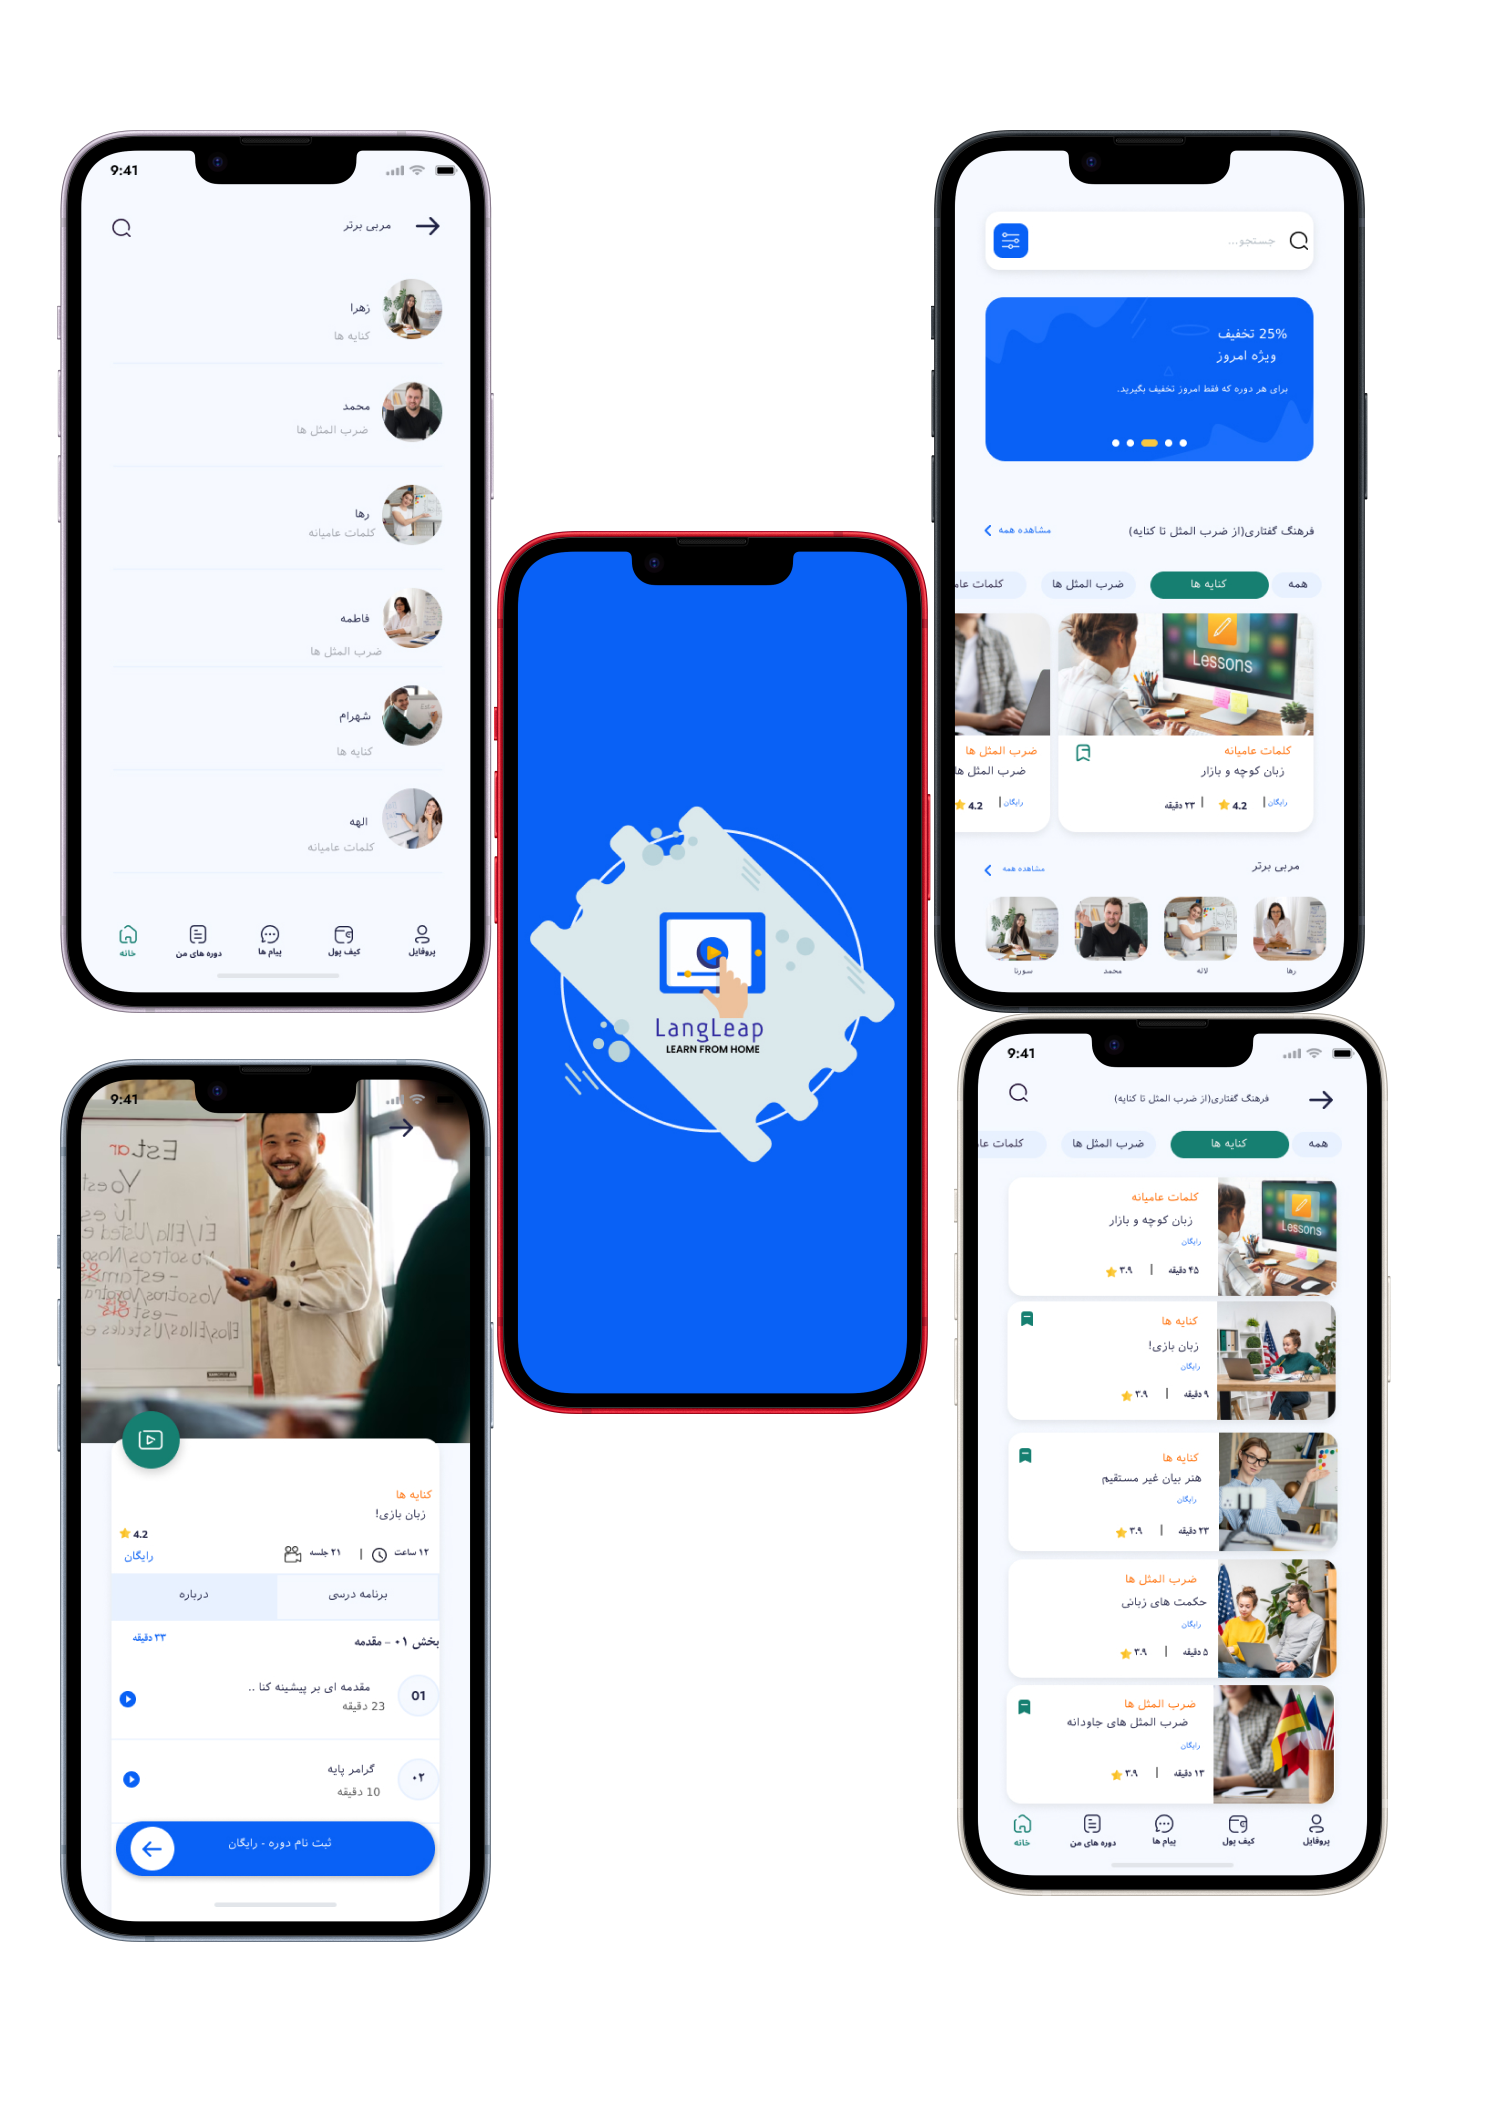 9:41
مربی برتر
زهرا
کنایه ها
محمد
ضرب المثل ها
رها
کلمات عامیانه
فاطمه
ضرب المثل ها
شهرام
کنایه ها
الهه
کلمات عامیانه
پروفایل
کیف پول
پیام ها
دوره های من
خانه
جستجو...
25% تخفیف
ویژه امروز
برای هر دوره که فقط امروز تخفیف بگیرید.
فرهنگ گفتاری(از ضرب المثل تا کنایه)
مشاهده همه
همه
کنایه ها
ضرب المثل ها
کلمات عام
Lessons
کلمات عامیانه
زبان کوچه و بازار
رایگان | 4.2 | ۲۳ دقیقه
ضرب المثل ها
ضرب المثل ها
رایگان | 4.2
مربی برتر
مشاهده همه
رها
لاله
محمد
سورنا
LangLeap
LEARN FROM HOME
9:41
Estar
کنایه ها
زبان بازی!
4.2
۱۲ ساعت | ۲۱ جلسه
رایگان
برنامه درسی
درباره
بخش ۰۱ - مقدمه
۳۳ دقیقه
01
مقدمه ای بر پیشینه کنا ..
23 دقیقه
۰۲
گرامر پایه
10 دقیقه
ثبت نام دوره - رایگان
9:41
فرهنگ گفتاری(از ضرب المثل تا کنایه)
همه
کنایه ها
ضرب المثل ها
کلمات عا
Lessons
کلمات عامیانه
زبان کوچه و بازار
رایگان
۴۵ دقیقه | ۳.۹
کنایه ها
زبان بازی!
رایگان
۹ دقیقه | ۳.۹
کنایه ها
هنر بیان غیر مستقیم
رایگان
۲۳ دقیقه | ۳.۹
ضرب المثل ها
حکمت های زبانی
رایگان
۵ دقیقه | ۳.۹
ضرب المثل ها
ضرب المثل های جاودانه
رایگان
۱۳ دقیقه | ۳.۹
پروفایل
کیف پول
پیام ها
دوره های من
خانه